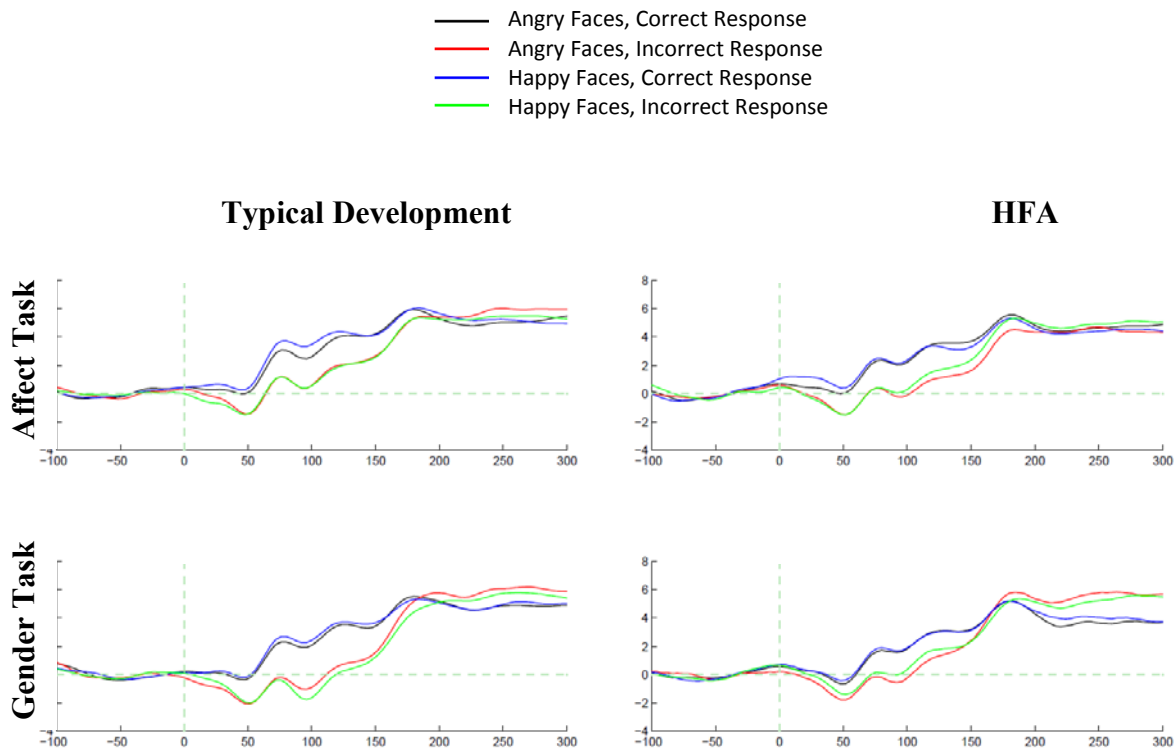 Angry Faces, Correct Response
Angry Faces, Incorrect Response
Happy Faces, Correct Response
Happy Faces, Incorrect Response
Typical Development
HFA
Affect Task
−4
−100 −50 0 50 100 150 200 250 300
8
6
4
2
0
−2
−4
−100 −50 0 50 100 150 200 250 300
Gender Task
−4
−100 −50 0 50 100 150 200 250 300
8
6
4
2
0
−2
−4
−100 −50 0 50 100 150 200 250 300